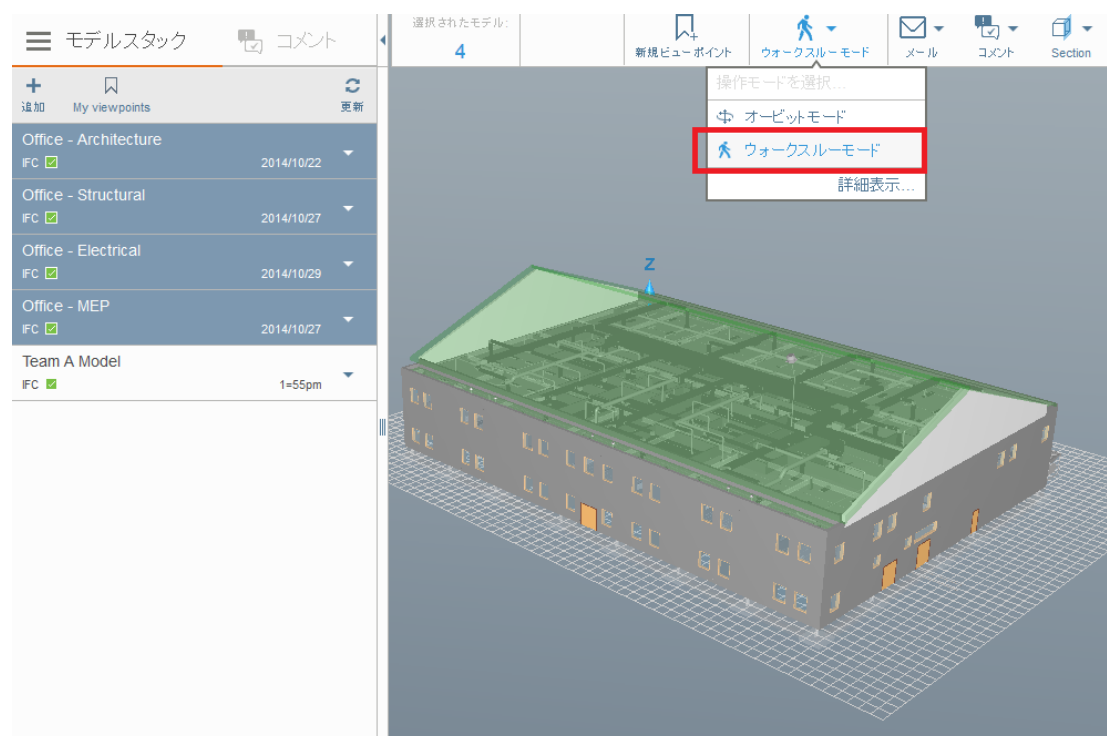 モデルスタック
コメント
選択されたモデル:
4
新規ビューポイント
ウォークスルーモード
メール
コメント
Section
追加
My viewpoints
更新
操作モードを選択...
オービットモード
ウォークスルーモード
詳細表示...
Office - Architecture
IFC
2014/10/22
Office - Structural
IFC
2014/10/27
Office - Electrical
IFC
2014/10/29
Office - MEP
IFC
2014/10/27
Team A Model
IFC
1=55pm
Z